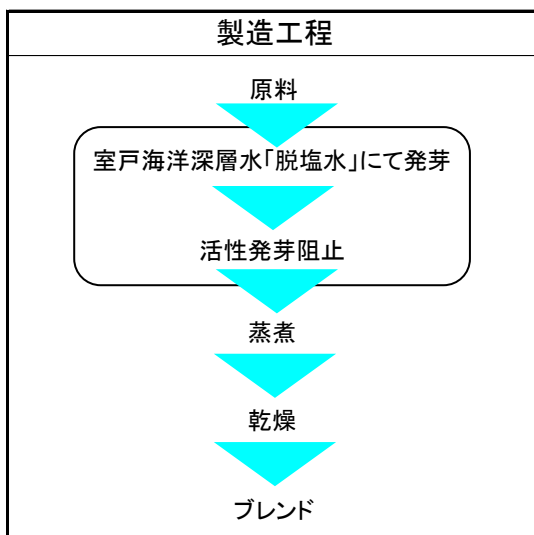 製造工程
原料
室戸海洋深層水「脱塩水」にて発芽
活性発芽阻止
蒸煮
乾燥
ブレンド